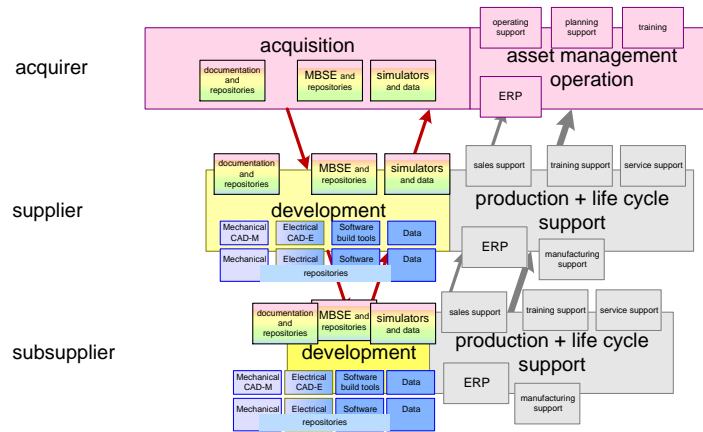 operating
support
planning
support
training
acquirer
acquisition
asset management
operation
documentation
and
repositories
MBSE and
repositories
simulators
and data
ERP
documentation
and
repositories
MBSE and
repositories
simulators
and data
sales support
training support
service support
supplier
development
production + life cycle
support
Mechanical
CAD-M
Electrical
CAD-E
Software
build tools
Data
ERP
manufacturing
support
Mechanical
Electrical
Software
Data
repositories
documentation
and
repositories
MBSE and
repositories
simulators
and data
sales support
training support
service support
subsupplier
development
production + life cycle
support
Mechanical
CAD-M
Electrical
CAD-E
Software
build tools
Data
ERP
manufacturing
support
Mechanical
Electrical
Software
Data
repositories